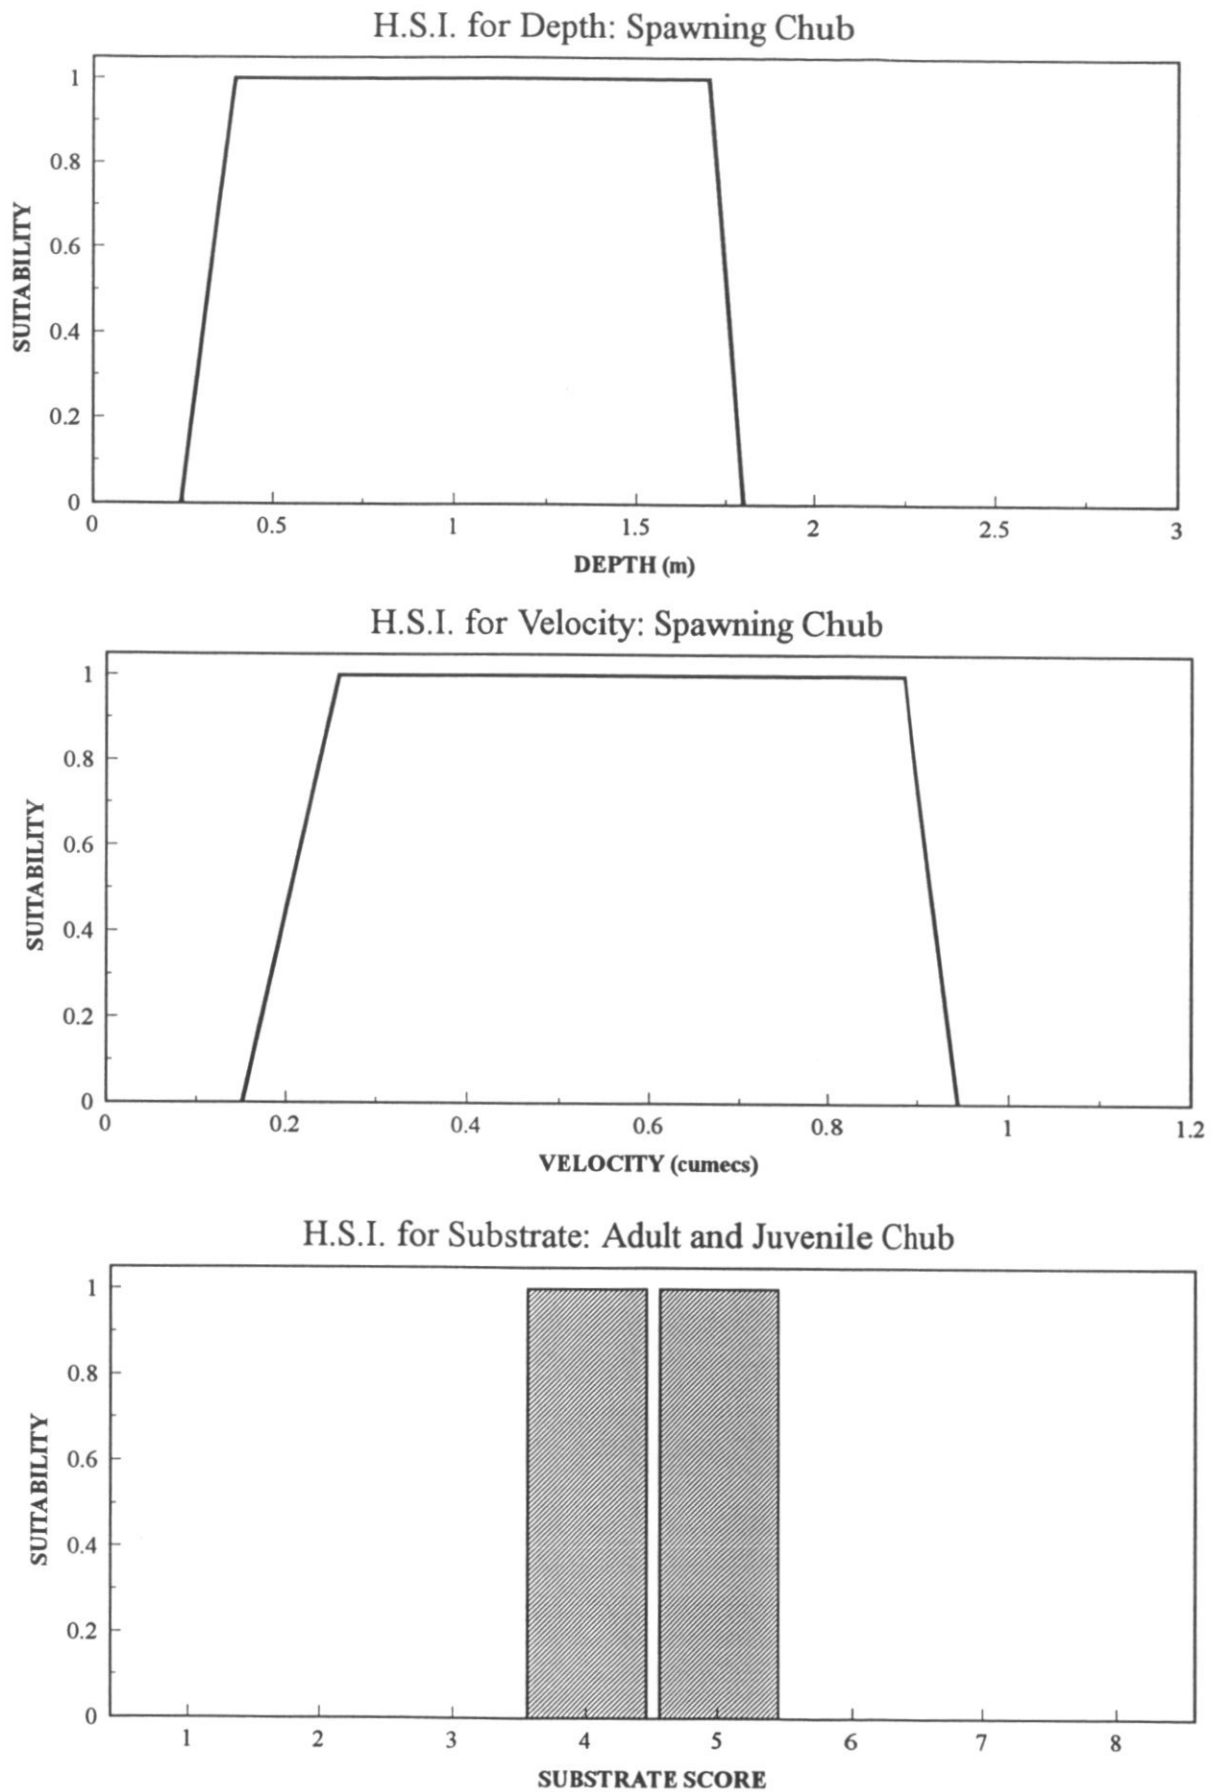 H.S.I. for Depth: Spawning Chub
1
0.8
0.6
0.4
0.2
0
SUITABILITY
0 0.5 1 1.5 2 2.5 3
DEPTH (m)
H.S.I. for Velocity: Spawning Chub
1
0.8
0.6
0.4
0.2
0
SUITABILITY
0 0.2 0.4 0.6 0.8 1 1.2
VELOCITY (cumecs)
H.S.I. for Substrate: Adult and Juvenile Chub
1
0.8
0.6
0.4
0.2
0
SUITABILITY
1 2 3 4 5 6 7 8
SUBSTRATE SCORE